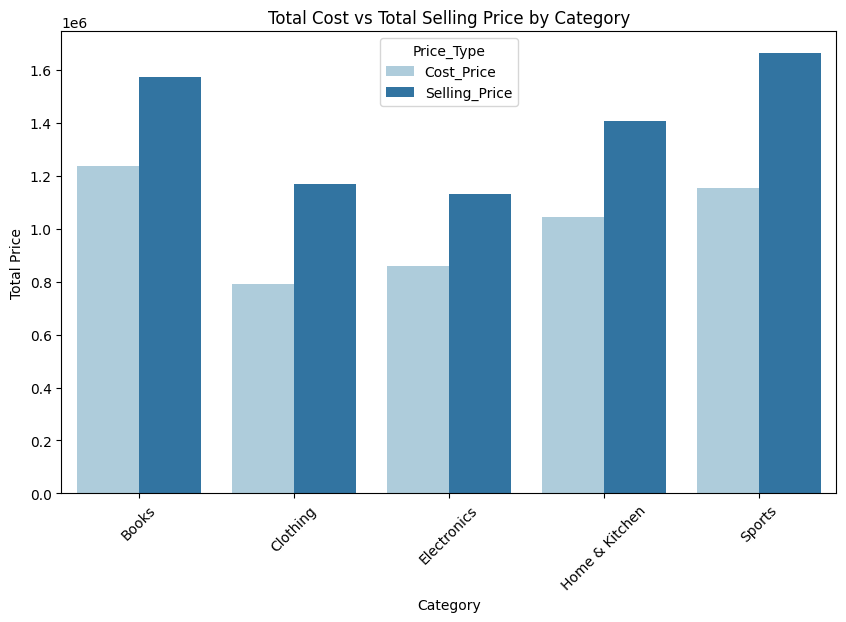 Total Cost vs Total Selling Price by Category
1e6
Price_Type
Cost_Price
Selling_Price
1.6
1.4
1.2
1.0
0.8
0.6
0.4
0.2
0.0
Total Price
Books
Clothing
Electronics
Home & Kitchen
Sports
Category